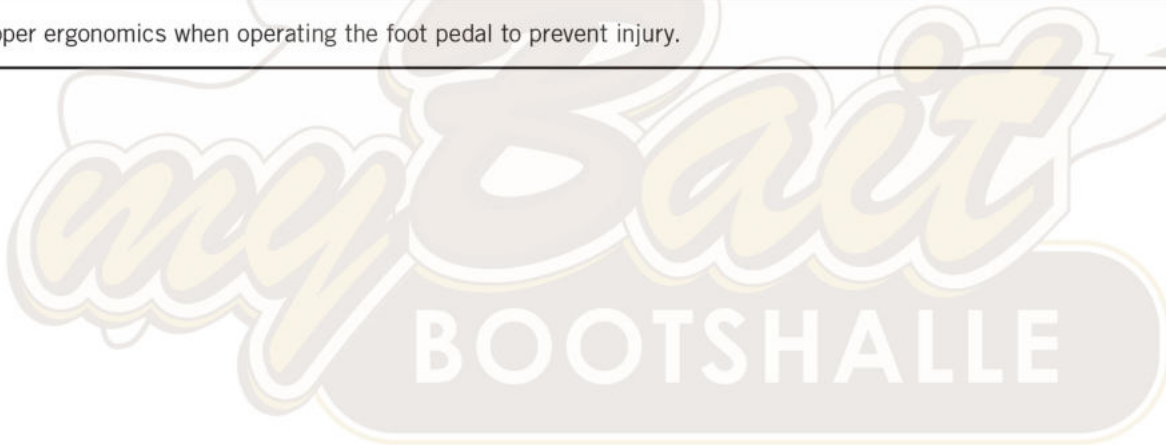 oper ergonomics when operating the foot pedal to prevent injury.
myBait
BOOTSHALLE